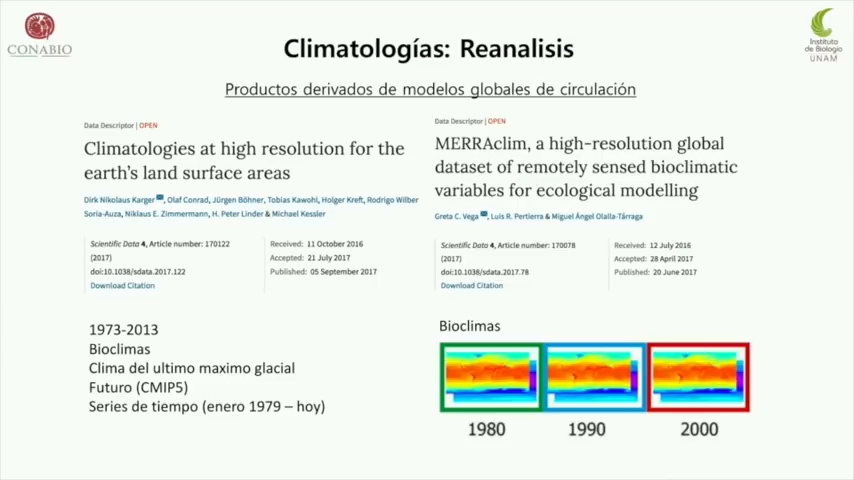 CONABIO
Instituto
de Biología
UNAM
Climatologías: Reanalisis
Productos derivados de modelos globales de circulación
Data Descriptor | OPEN
Climatologies at high resolution for the
earth's land surface areas
Dirk Nikolaus Karger, Olaf Conrad, Jürgen Böhner, Tobias Kawohl, Holger Kreft, Rodrigo Wilber
Soria-Auza, Niklaus E. Zimmermann, H. Peter Linder & Michael Kessler
Scientific Data 4, Article number: 170122
(2017)
doi:10.1038/sdata.2017.122
Download Citation
Received: 11 October 2016
Accepted: 21 July 2017
Published: 05 September 2017
Data Descriptor | OPEN
MERRAclim, a high-resolution global
dataset of remotely sensed bioclimatic
variables for ecological modelling
Greta C. Vega, Luis R. Pertierra & Miguel Ángel Olalla-Tárraga
Scientific Data 4, Article number: 170078
(2017)
doi:10.1038/sdata.2017.78
Download Citation
Received: 12 July 2016
Accepted: 28 April 2017
Published: 20 June 2017
1973-2013
Bioclimas
Clima del ultimo maximo glacial
Futuro (CMIP5)
Series de tiempo (enero 1979 – hoy)
Bioclimas
1980
1990
2000